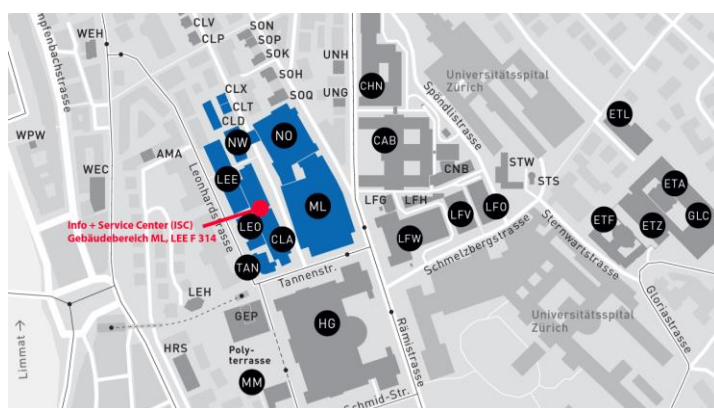 WEH
CLV
CLP
SON
SOP
SOK
UNH
SOH
UNG
SOQ
CLX
CLT
CLD
CHN
Spöndlistrasse
Universitätsspital
Zürich
ETL
WPW
WEC
AMA
NW
NO
CAB
CNB
STW
STS
LEE
Leonhardstrasse
ML
LFG
LFH
ETA
GLC
Info + Service Center (ISC)
Gebäudebereich ML, LEE F 314
LEO
CLA
LFW
LFV
LFO
ETF
ETZ
TAN
Tannenstr.
Schmelzbergstrasse
Sternwartstrasse
LEH
GEP
HG
Rämistrasse
Universitätsspital
Zürich
Gloriastrasse
Limmat →
HRS
Poly-
terrasse
MM
Schmid-Str.
mpfenbachstrasse